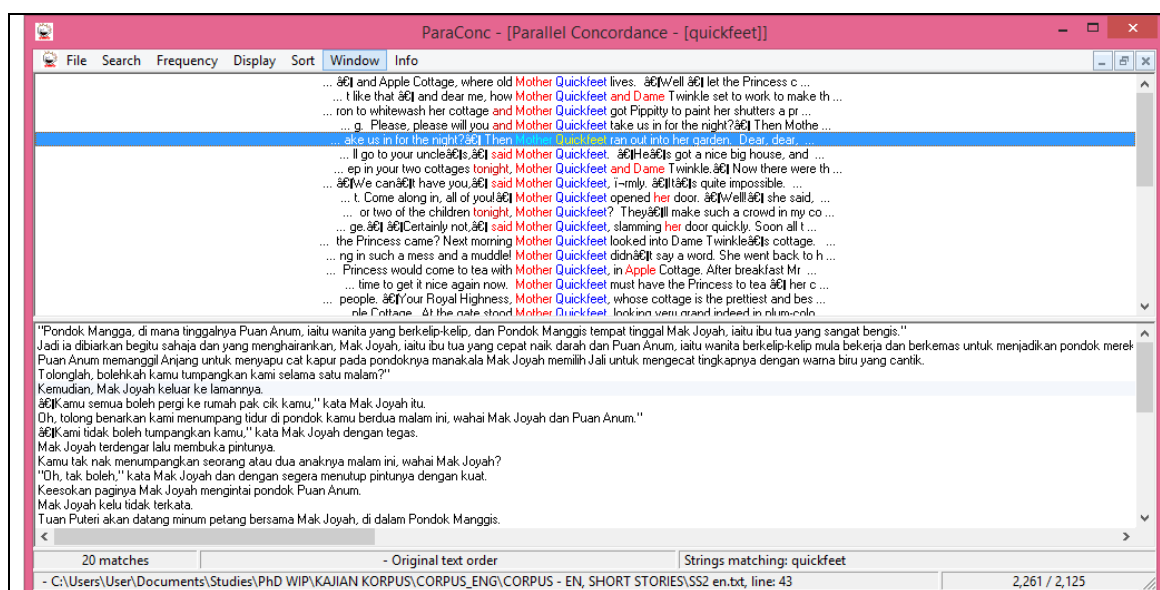 ParaConc - [Parallel Concordance - [quickfeet]]
File Search Frequency Display Sort Window Info
... â€¦ and Apple Cottage, where old Mother Quickfeet lives. â€¦Well â€¦ let the Princess c ...
... t like that â€¦ and dear me, how Mother Quickfeet and Dame Twinkle set to work to make th ...
... ron to whitewash her cottage and Mother Quickfeet got Pippity to paint her shutters a pr ...
... g. Please, please will you and Mother Quickfeet take us in for the night?â€¦ Then Mothe ...
... ake us in for the night?â€¦ Then Mother Quickfeet ran out into her garden. Dear, dear, ...
... ll go to your uncleâ€¦s,â€¦ said Mother Quickfeet. â€¦Heâ€¦s got a nice big house, and ...
... ep in your two cottages tonight, Mother Quickfeet and Dame Twinkle.â€¦ Now there were th ...
... â€¦We canâ€¦t have you,â€¦ said Mother Quickfeet, ï¬rmly. â€¦Itâ€¦s quite impossible. ...
... t. Come along in, all of you!â€¦ Mother Quickfeet opened her door. â€¦Well!â€¦ she said, ...
... or two of the children tonight, Mother Quickfeet? Theyâ€¦ll make such a crowd in my co ...
... ge.â€¦ â€¦Certainly not,â€¦ said Mother Quickfeet, slamming her door quickly. Soon all t ...
... the Princess came? Next morning Mother Quickfeet looked into Dame Twinkleâ€¦s cottage. ...
... ng in such a mess and a muddle! Mother Quickfeet didnâ€¦t say a word. She went back to h ...
... Princess would come to tea with Mother Quickfeet, in Apple Cottage. After breakfast Mr ...
... time to get it nice again now. Mother Quickfeet must have the Princess to tea â€¦ her c ...
... people. â€¦Your Royal Highness, Mother Quickfeet, whose cottage is the prettiest and bes ...
ple Cottage. At the gate stood Mother Quickfeet, looking very grand indeed in plum-colo
"Pondok Mangga, di mana tinggalnya Puan Anum, iaitu wanita yang berkelip-kelip, dan Pondok Manggis tempat tinggal Mak Joyah, iaitu ibu tua yang sangat bengis."
Jadi ia dibiarkan begitu sahaja dan yang menghairankan, Mak Joyah, iaitu ibu tua yang cepat naik darah dan Puan Anum, iaitu wanita berkelip-kelip mula bekerja dan berkemas untuk menjadikan pondok merek
Puan Anum memanggil Anjang untuk menyapu cat kapur pada pondoknya manakala Mak Joyah memilih Jali untuk mengecat tingkapnya dengan warna biru yang cantik.
Tolonglah, bolehkah kamu tumpangkan kami selama satu malam?"
Kemudian, Mak Joyah keluar ke lamannya.
â€¦Kamu semua boleh pergi ke rumah pak cik kamu," kata Mak Joyah itu.
Oh, tolong benarkan kami menumpang tidur di pondok kamu berdua malam ini, wahai Mak Joyah dan Puan Anum."
â€¦Kami tidak boleh tumpangkan kamu," kata Mak Joyah dengan tegas.
Mak Joyah terdengar lalu membuka pintunya.
Kamu tak nak menumpangkan seorang atau dua anaknya malam ini, wahai Mak Joyah?
"Oh, tak boleh," kata Mak Joyah dan dengan segera menutup pintunya dengan kuat.
Keesokan paginya Mak Joyah mengintai pondok Puan Anum.
Mak Joyah kelu tidak terkata.
Tuan Puteri akan datang minum petang bersama Mak Joyah, di dalam Pondok Manggis.
20 matches - Original text order Strings matching: quickfeet
- C:\Users\User\Documents\Studies\PhD WIP\KAJIAN KORPUS\CORPUS_ENG\CORPUS - EN, SHORT STORIES\SS2 en.txt, line: 43 2,261 / 2,125